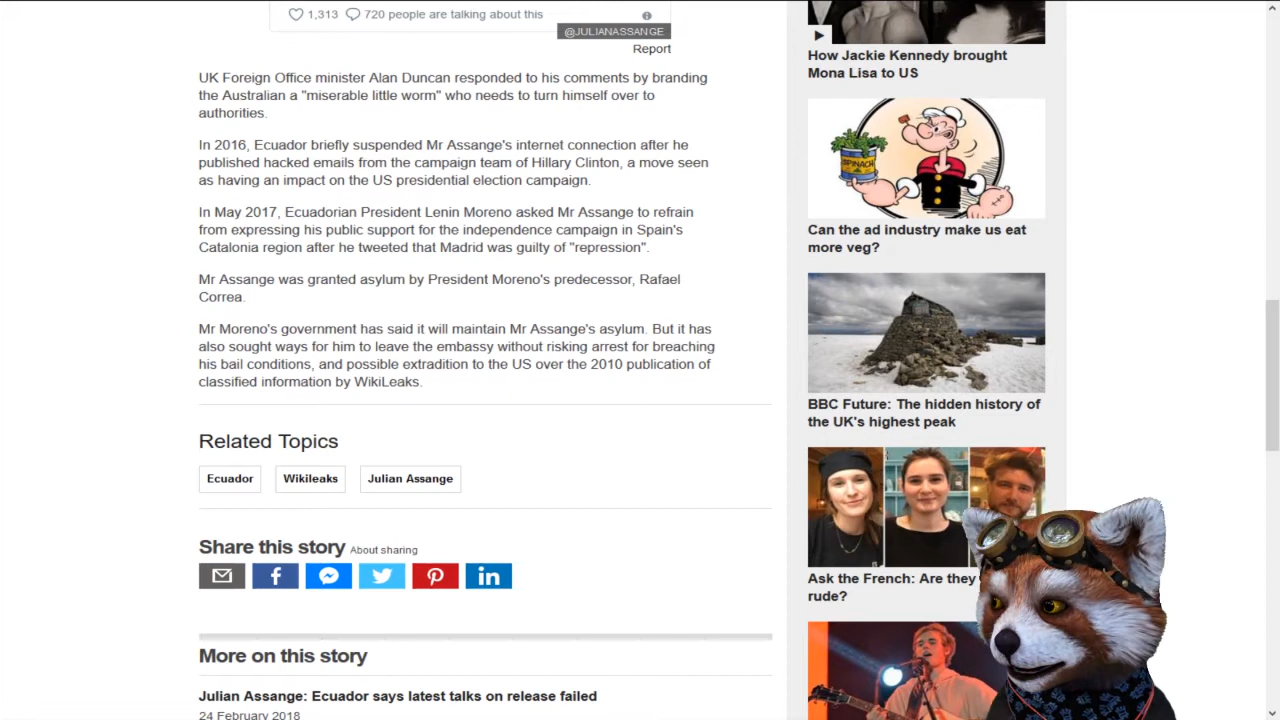 1,313 720 people are talking about this
@JULIANASSANGE
Report
UK Foreign Office minister Alan Duncan responded to his comments by branding
the Australian a "miserable little worm" who needs to turn himself over to
authorities.
In 2016, Ecuador briefly suspended Mr Assange's internet connection after he
published hacked emails from the campaign team of Hillary Clinton, a move seen
as having an impact on the US presidential election campaign.
In May 2017, Ecuadorian President Lenin Moreno asked Mr Assange to refrain
from expressing his public support for the independence campaign in Spain's
Catalonia region after he tweeted that Madrid was guilty of "repression".
Mr Assange was granted asylum by President Moreno's predecessor, Rafael
Correa.
Mr Moreno's government has said it will maintain Mr Assange's asylum. But it has
also sought ways for him to leave the embassy without risking arrest for breaching
his bail conditions, and possible extradition to the US over the 2010 publication of
classified information by WikiLeaks.
Related Topics
Ecuador Wikileaks Julian Assange
Share this story About sharing
More on this story
Julian Assange: Ecuador says latest talks on release failed
24 February 2018
How Jackie Kennedy brought
Mona Lisa to US
SPINACH
Can the ad industry make us eat
more veg?
BBC Future: The hidden history of
the UK's highest peak
Ask the French: Are they
rude?